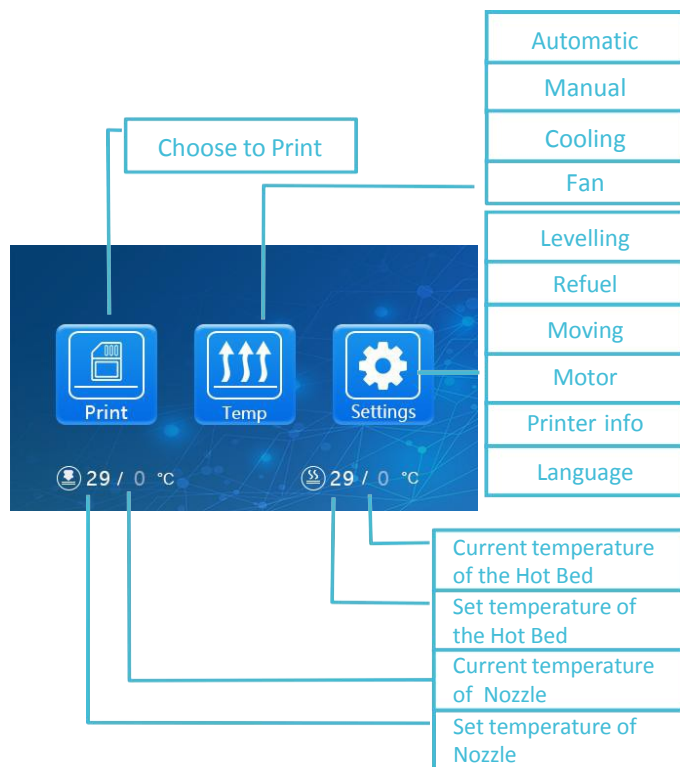 Automatic
Manual
Cooling
Fan
Choose to Print
Levelling
Refuel
Moving
Motor
Printer info
Language
Print
Temp
Settings
29 / 0 °C
29 / 0 °C
Current temperature
of the Hot Bed
Set temperature of
the Hot Bed
Current temperature
of Nozzle
Set temperature of
Nozzle